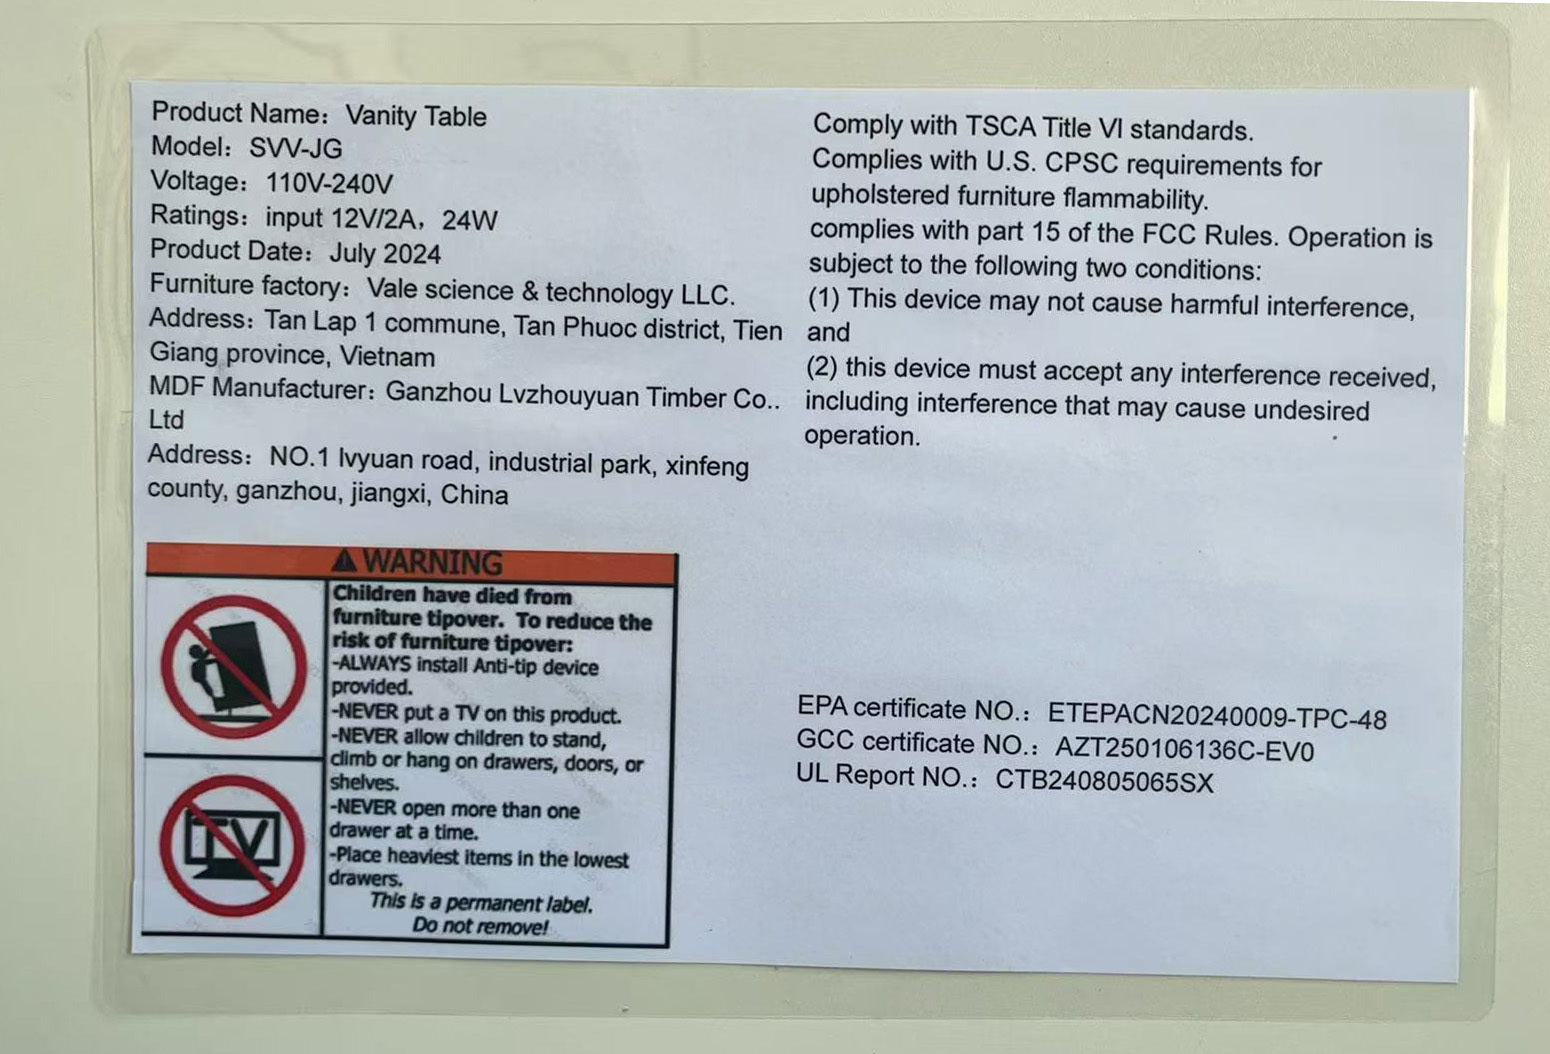 Product Name： Vanity Table
Model： SVV-JG
Voltage： 110V-240V
Ratings： input 12V/2A， 24W
Product Date： July 2024
Furniture factory： Vale science & technology LLC.
Address： Tan Lap 1 commune, Tan Phuoc district, Tien
Giang province, Vietnam
MDF Manufacturer： Ganzhou Lvzhouyuan Timber Co..
Ltd
Address： NO.1 lvyuan road, industrial park, xinfeng
county, ganzhou, jiangxi, China
WARNING
Children have died from
furniture tipover. To reduce the
risk of furniture tipover:
-ALWAYS install Anti-tip device
provided.
-NEVER put a TV on this product.
-NEVER allow children to stand,
climb or hang on drawers, doors, or
shelves.
-NEVER open more than one
drawer at a time.
-Place heaviest items in the lowest
drawers.
This is a permanent label.
Do not remove!
TV
Comply with TSCA Title VI standards.
Complies with U.S. CPSC requirements for
upholstered furniture flammability.
complies with part 15 of the FCC Rules. Operation is
subject to the following two conditions:
(1) This device may not cause harmful interference,
and
(2) this device must accept any interference received,
including interference that may cause undesired
operation.
EPA certificate NO.： ETEPACN20240009-TPC-48
GCC certificate NO.： AZT250106136C-EV0
UL Report NO.： CTB240805065SX